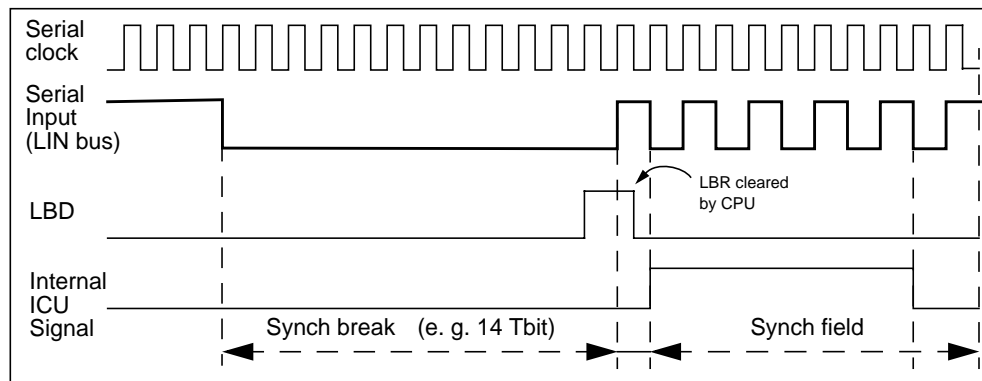 Serial
clock
Serial
Input
(LIN bus)
LBR cleared
by CPU
LBD
Internal
ICU
Signal
Synch break (e. g. 14 Tbit)
Synch field